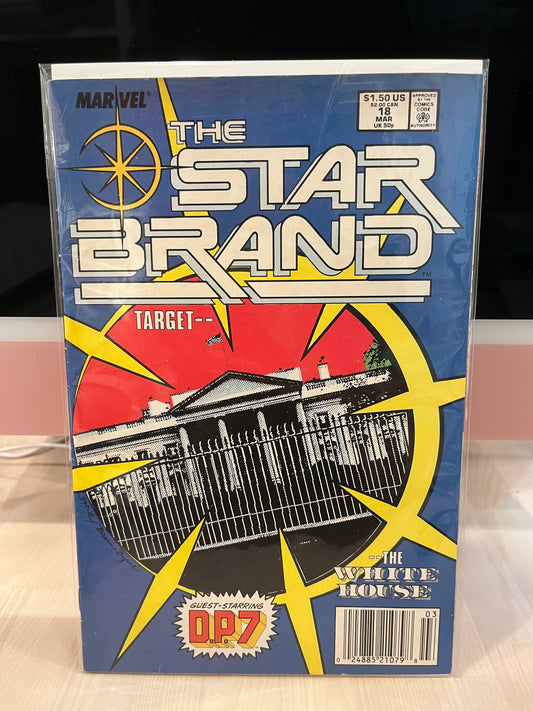 MARVEL®
$1.50 US
$2.00 CAN
18
MAR
UK 50p
APPROVED
BY THE
COMICS
CODE
AUTHORITY
THE
STAR
BRAND
TM
TARGET--
--THE
WHITE
HOUSE
GUEST-STARRING
D.P.7
03
0 24885 21079 8